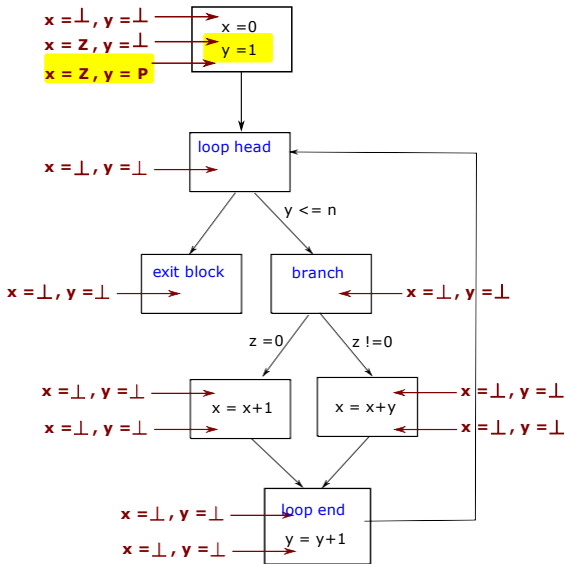 x = ⊥ , y = ⊥
x = 0
x = Z , y = ⊥
y = 1
x = Z , y = P
loop head
x = ⊥ , y = ⊥
y <= n
exit block
branch
x = ⊥ , y = ⊥
x = ⊥ , y = ⊥
z =0
z !=0
x = ⊥ , y = ⊥
x = ⊥ , y = ⊥
x = x+1
x = x+y
x = ⊥ , y = ⊥
x = ⊥ , y = ⊥
loop end
x = ⊥ , y = ⊥
y = y+1
x = ⊥ , y = ⊥